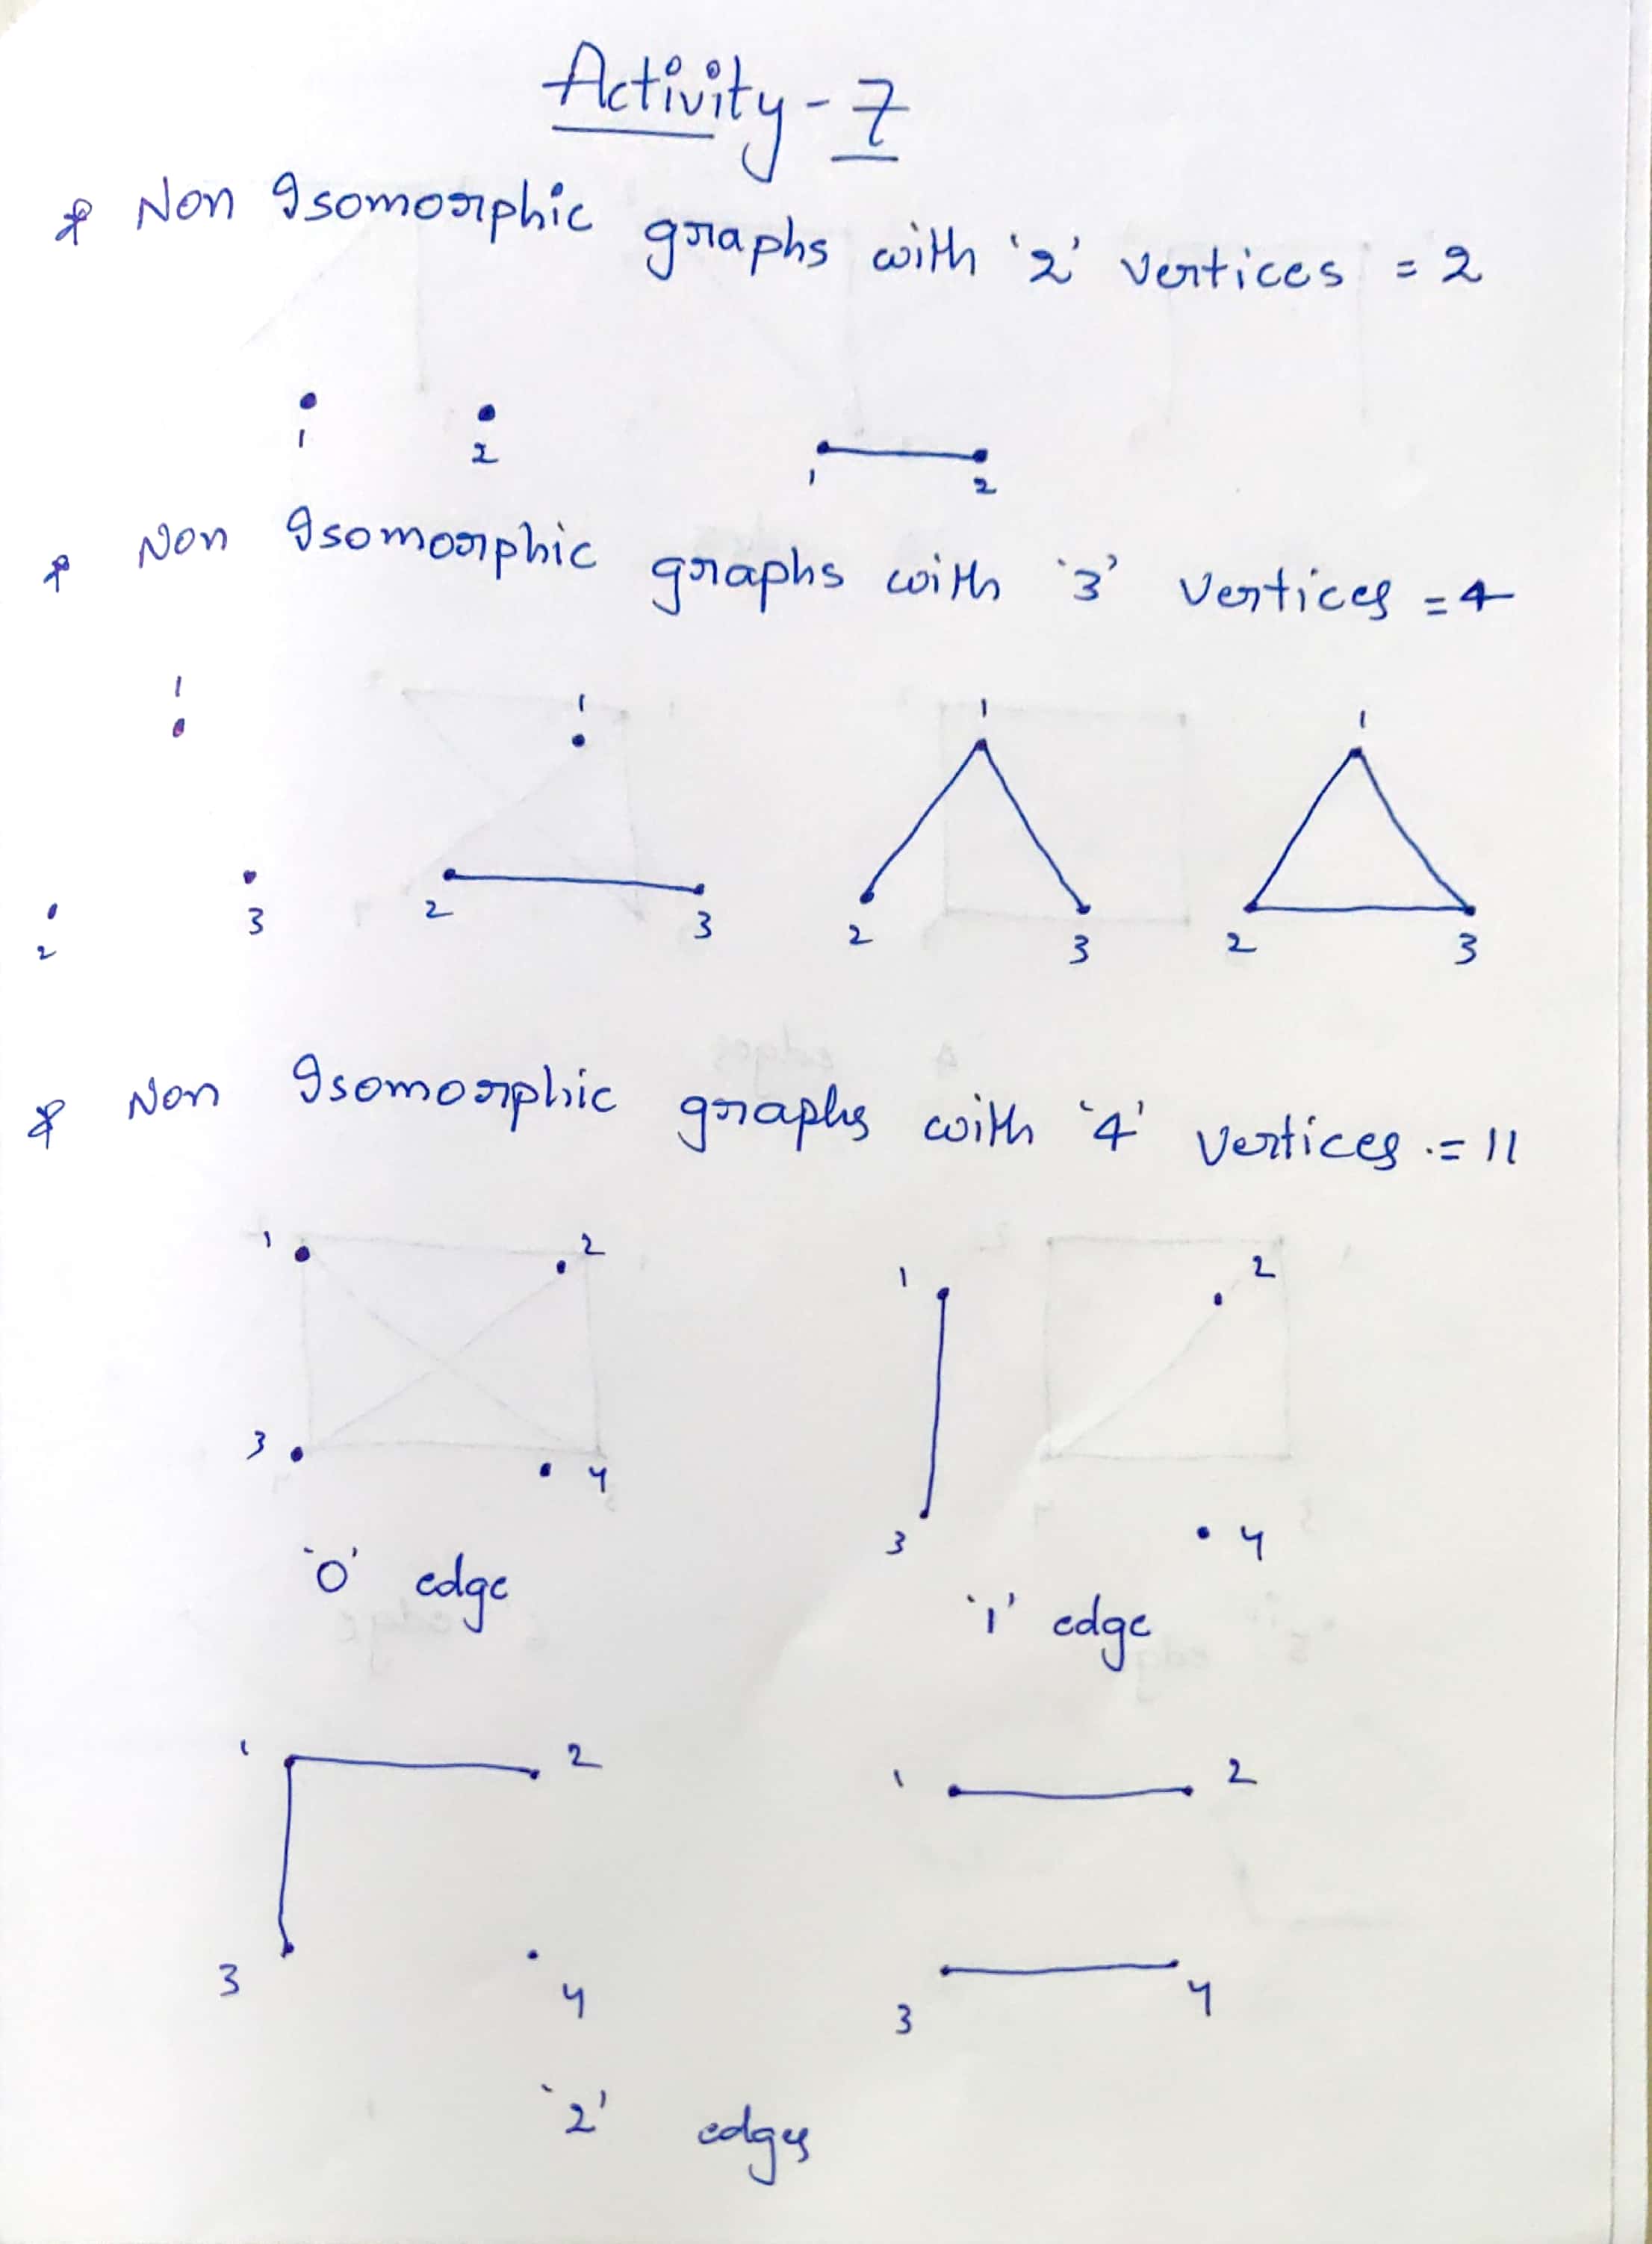 Activity - 7
* Non Isomorphic graphs with '2' vertices = 2
1 2 1 2
* Non Isomorphic graphs with '3' vertices = 4
1 1 1 1
2 3 2 3 2 3 2 3
* Non Isomorphic graphs with '4' vertices .= 11
1 2 1 2
3 4 3 4
'0' edge '1' edge
1 2 1 2
3 4 3 4
'2' edges